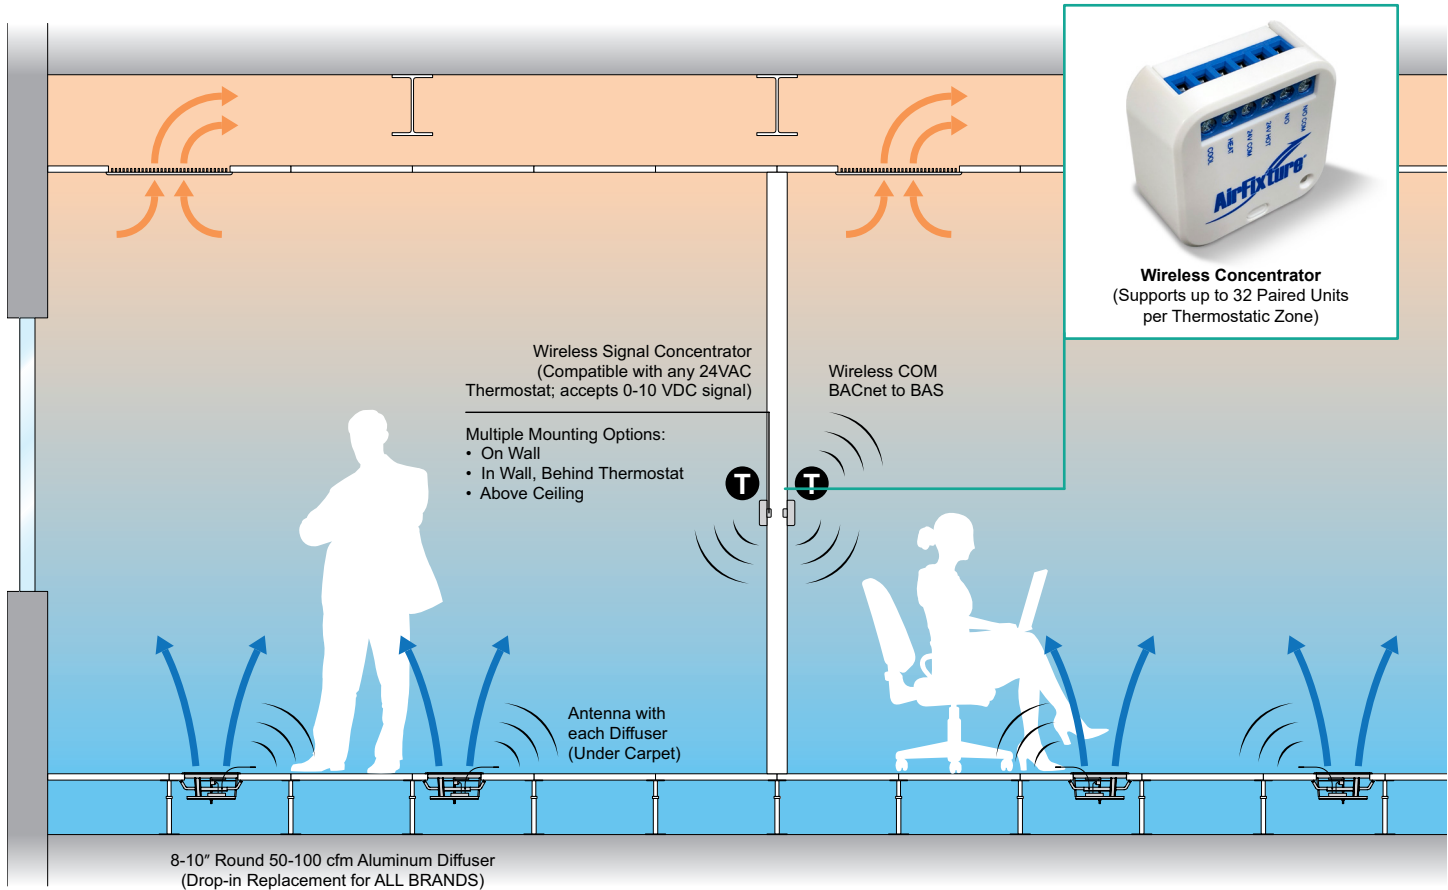 COOL
HEAT
24V COM
24V HOT
N/O
N/O COM
AirFixture
Wireless Concentrator
(Supports up to 32 Paired Units
per Thermostatic Zone)
Wireless Signal Concentrator
(Compatible with any 24VAC
Thermostat; accepts 0-10 VDC signal)
Multiple Mounting Options:
• On Wall
• In Wall, Behind Thermostat
• Above Ceiling
Wireless COM
BACnet to BAS
T
T
Antenna with
each Diffuser
(Under Carpet)
8-10″ Round 50-100 cfm Aluminum Diffuser
(Drop-in Replacement for ALL BRANDS)